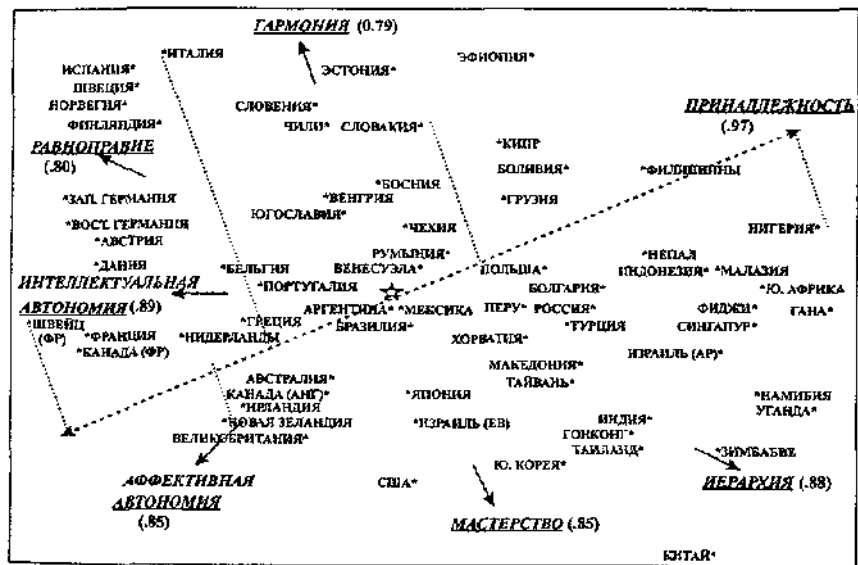 ГАРМОНИЯ (0.79)
*ИТАЛИЯ
ЭФИОПИЯ*
ИСПАНИЯ*
ЭСТОНИЯ*
ШВЕЦИЯ*
НОРВЕГИЯ*
СЛОВЕНИЯ*
ПРИНАДЛЕЖНОСТЬ
(.97)
ФИНЛЯНДИЯ*
ЧИЛИ*
СЛОВАКИЯ*
РАВНОПРАВИЕ
(.80)
*КИПР
БОЛИВИЯ*
*ФИЛИППИНЫ
*БОСНИЯ
*ЗАП. ГЕРМАНИЯ
*ВЕНГРИЯ
*ГРУЗИЯ
ЮГОСЛАВИЯ*
*ВОСТ. ГЕРМАНИЯ
*ЧЕХИЯ
НИГЕРИЯ*
*АВСТРИЯ
РУМЫНИЯ*
*НЕПАЛ
*ДАНИЯ
*БЕЛЬГИЯ
ВЕНЕСУЭЛА*
ПОЛЬША*
ИНДОНЕЗИЯ*
*МАЛАЗИЯ
ИНТЕЛЛЕКТУАЛЬНАЯ
АВТОНОМИЯ (.89)
*ПОРТУГАЛИЯ
БОЛГАРИЯ*
*Ю. АФРИКА
АРГЕНТИНА*
*МЕКСИКА
ПЕРУ*
РОССИЯ*
ФИДЖИ*
ГАНА*
*ШВЕЙЦ
(ФР)
*ФРАНЦИЯ
*НИДЕРЛАНДЫ
*ГРЕЦИЯ
БРАЗИЛИЯ*
*ТУРЦИЯ
СИНГАПУР*
ХОРВАТИЯ*
*КАНАДА (ФР)
ИЗРАИЛЬ (АР)*
МАКЕДОНИЯ*
АВСТРАЛИЯ*
ТАЙВАНЬ*
КАНАДА (АНГ)*
*ЯПОНИЯ
*НАМИБИЯ
*ИРЛАНДИЯ
УГАНДА*
*НОВАЯ ЗЕЛАНДИЯ
*ИЗРАИЛЬ (ЕВ)
ИНДИЯ*
ВЕЛИКОБРИТАНИЯ*
ГОНКОНГ*
ТАИЛАНД*
*ЗИМБАБВЕ
Ю. КОРЕЯ*
АФФЕКТИВНАЯ
АВТОНОМИЯ
(.85)
США*
ИЕРАРХИЯ (.88)
МАСТЕРСТВО (.85)
КИТАЙ*